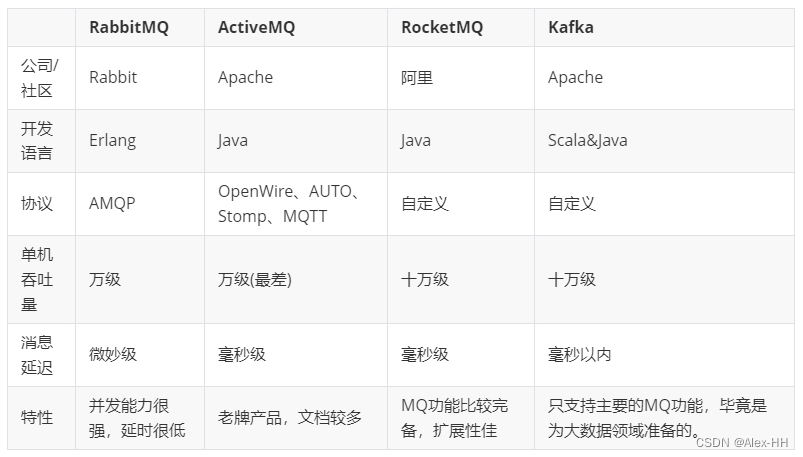 RabbitMQ ActiveMQ RocketMQ Kafka
公司/
社区
Rabbit
Apache
阿里
Apache
开发
语言
Erlang
Java
Java
Scala&Java
协议
AMQP
OpenWire、AUTO、
Stomp、MQTT
自定义
自定义
单机
吞吐
量
万级
万级(最差)
十万级
十万级
消息
延迟
微妙级
毫秒级
毫秒级
毫秒以内
特性
并发能力很
强，延时很低
老牌产品，文档较多
MQ功能比较完
备，扩展性佳
只支持主要的MQ功能，毕竟是
为大数据领域准备的。
CSDN @Alex-HH